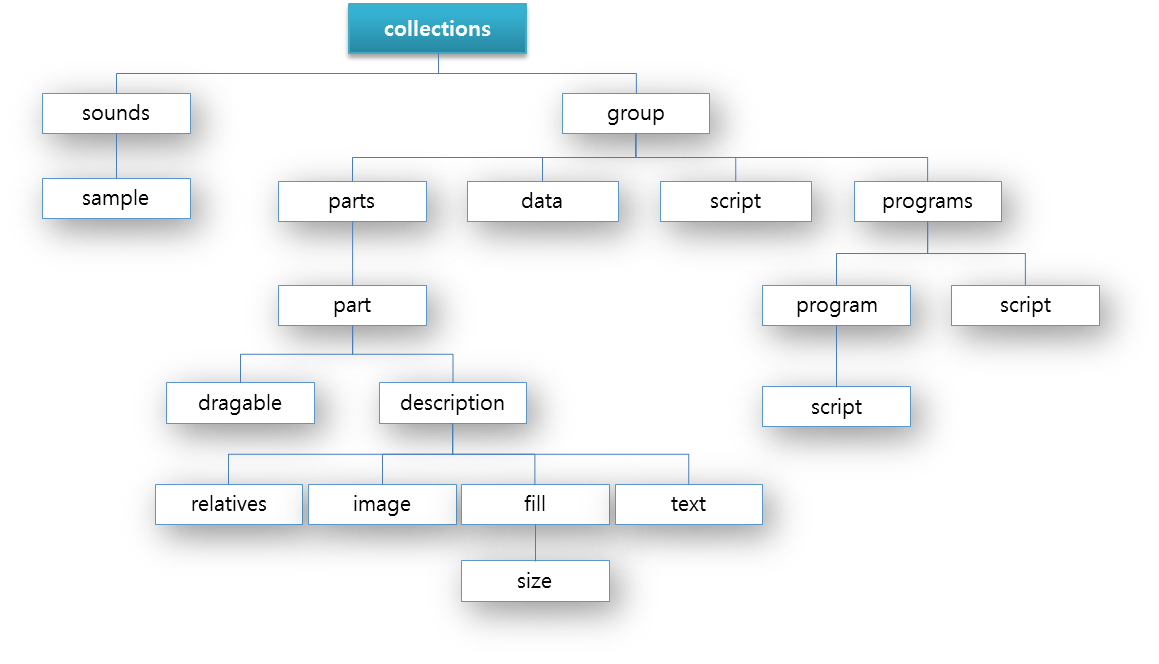 collections
sounds
group
sample
parts
data
script
programs
part
program
script
dragable
description
script
relatives
image
fill
text
size